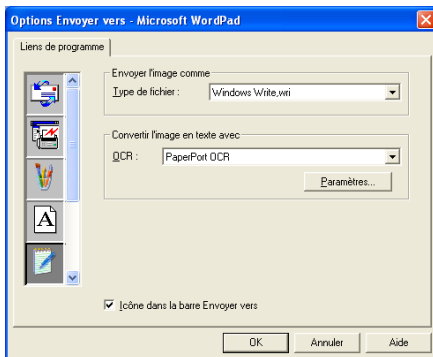 Options Envoyer vers - Microsoft WordPad
Liens de programme
Envoyer l'image comme
Type de fichier : Windows Write,wri
Convertir l'image en texte avec
OCR : PaperPort OCR
Paramètres...
A
Icône dans la barre Envoyer vers
OK Annuler Aide